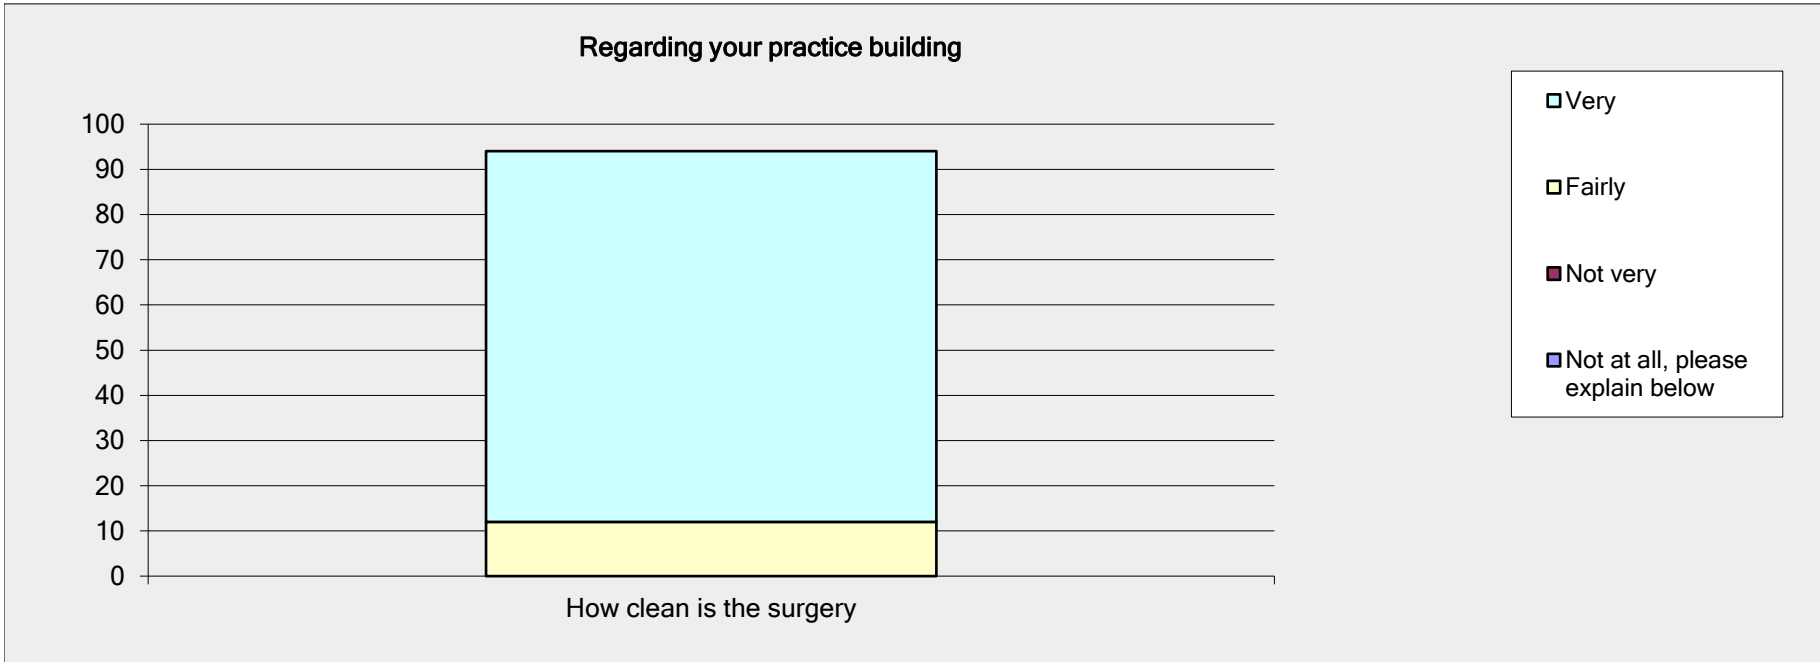 Regarding your practice building
100
90
80
70
60
50
40
30
20
10
0
How clean is the surgery
Very
Fairly
Not very
Not at all, please
explain below